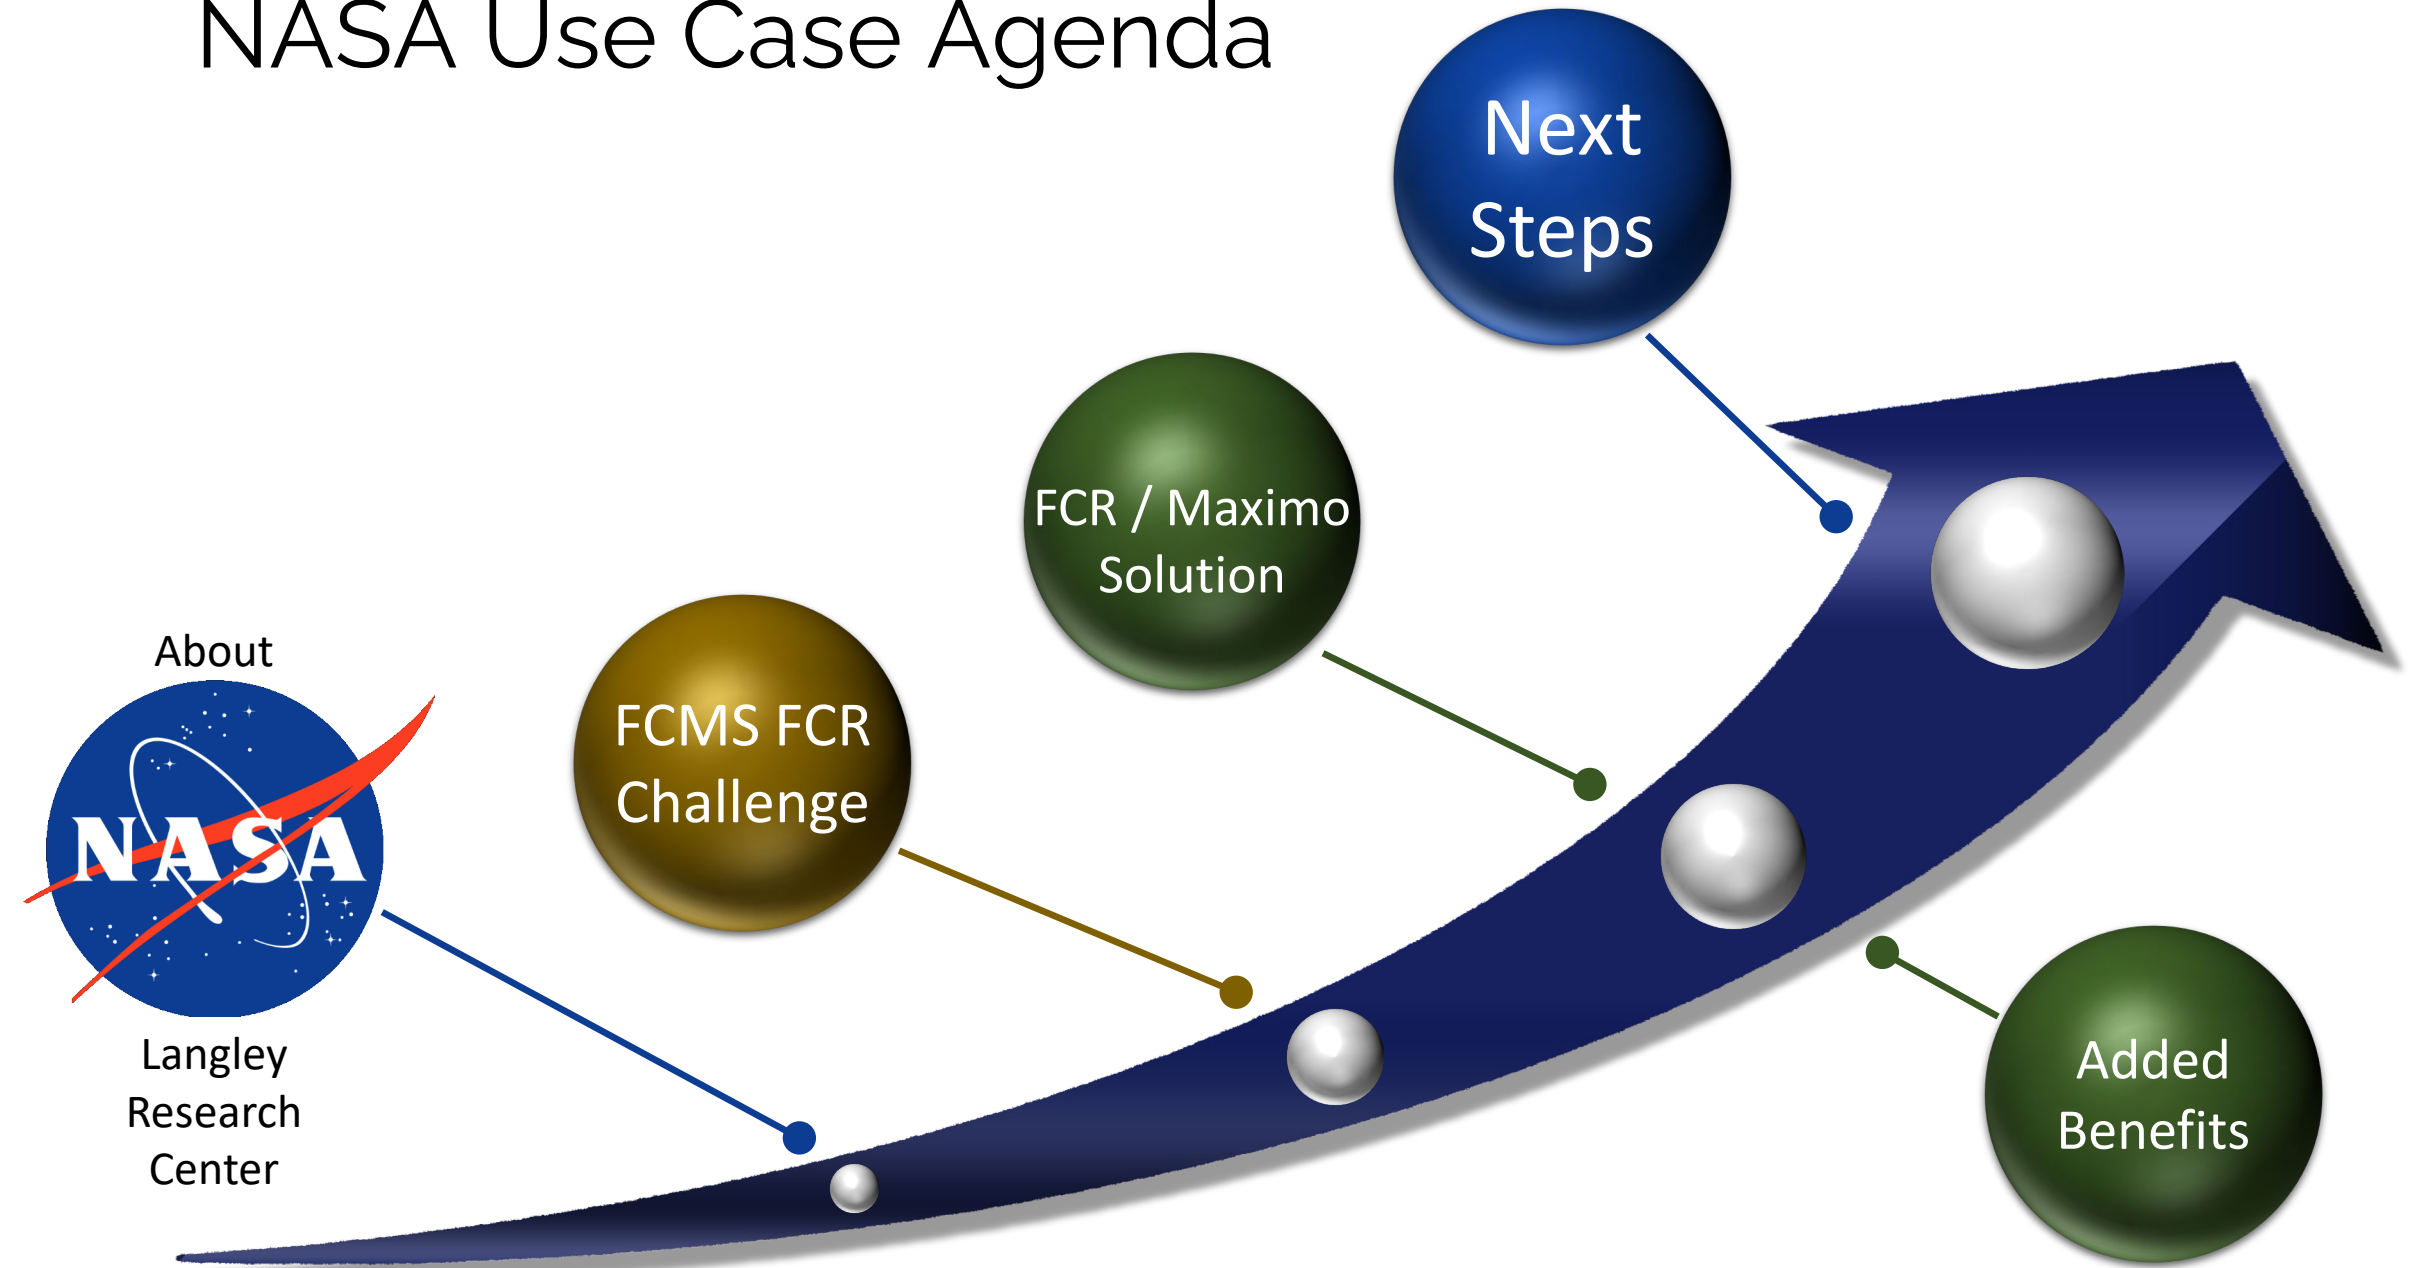 NASA Use Case Agenda
About
NASA
Langley
Research
Center
FCMS FCR
Challenge
FCR / Maximo
Solution
Next
Steps
Added
Benefits